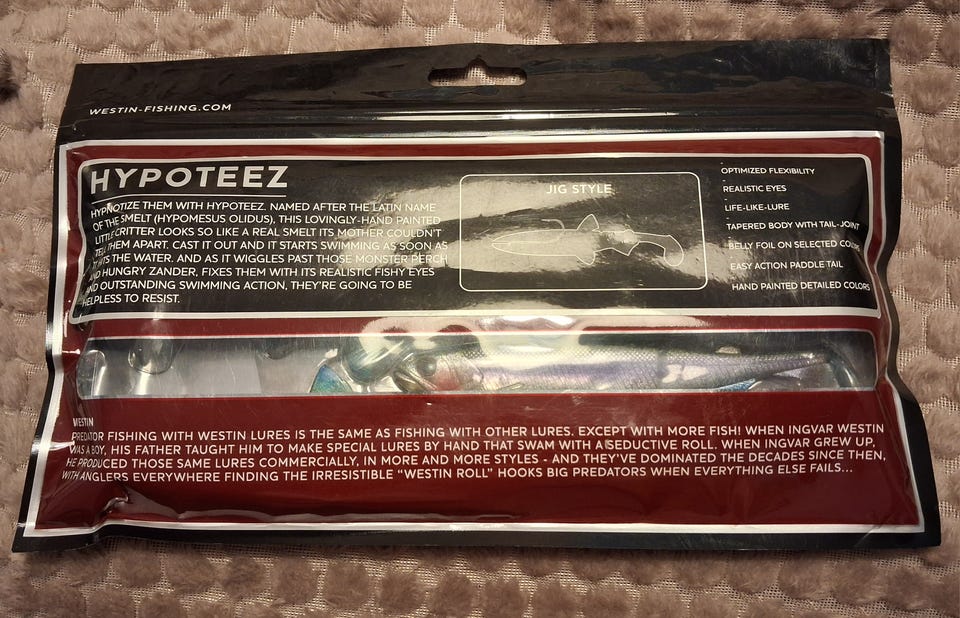 WESTIN-FISHING.COM
HYPOTEEZ
HYPNOTIZE THEM WITH HYPOTEEZ. NAMED AFTER THE LATIN NAME
OF THE SMELT (HYPOMESUS OLIDUS), THIS LOVINGLY-HAND PAINTED
LITTLE CRITTER LOOKS SO LIKE A REAL SMELT ITS MOTHER COULDN'T
TELL THEM APART. CAST IT OUT AND IT STARTS SWIMMING AS SOON AS
IT HITS THE WATER. AND AS IT WIGGLES PAST THOSE MONSTER PERCH
AND HUNGRY ZANDER, FIXES THEM WITH ITS REALISTIC FISHY EYES
AND OUTSTANDING SWIMMING ACTION, THEY'RE GOING TO BE
HELPLESS TO RESIST.
JIG STYLE
OPTIMIZED FLEXIBILITY
REALISTIC EYES
LIFE-LIKE-LURE
TAPERED BODY WITH TAIL-JOINT
BELLY FOIL ON SELECTED COLORS
EASY ACTION PADDLE TAIL
HAND PAINTED DETAILED COLORS
WESTIN
PREDATOR FISHING WITH WESTIN LURES IS THE SAME AS FISHING WITH OTHER LURES. EXCEPT WITH MORE FISH! WHEN INGVAR WESTIN
WAS A BOY, HIS FATHER TAUGHT HIM TO MAKE SPECIAL LURES BY HAND THAT SWAM WITH A SEDUCTIVE ROLL. WHEN INGVAR GREW UP,
HE PRODUCED THOSE SAME LURES COMMERCIALLY, IN MORE AND MORE STYLES - AND THEY'VE DOMINATED THE DECADES SINCE THEN,
WITH ANGLERS EVERYWHERE FINDING THE IRRESISTIBLE "WESTIN ROLL" HOOKS BIG PREDATORS WHEN EVERYTHING ELSE FAILS...